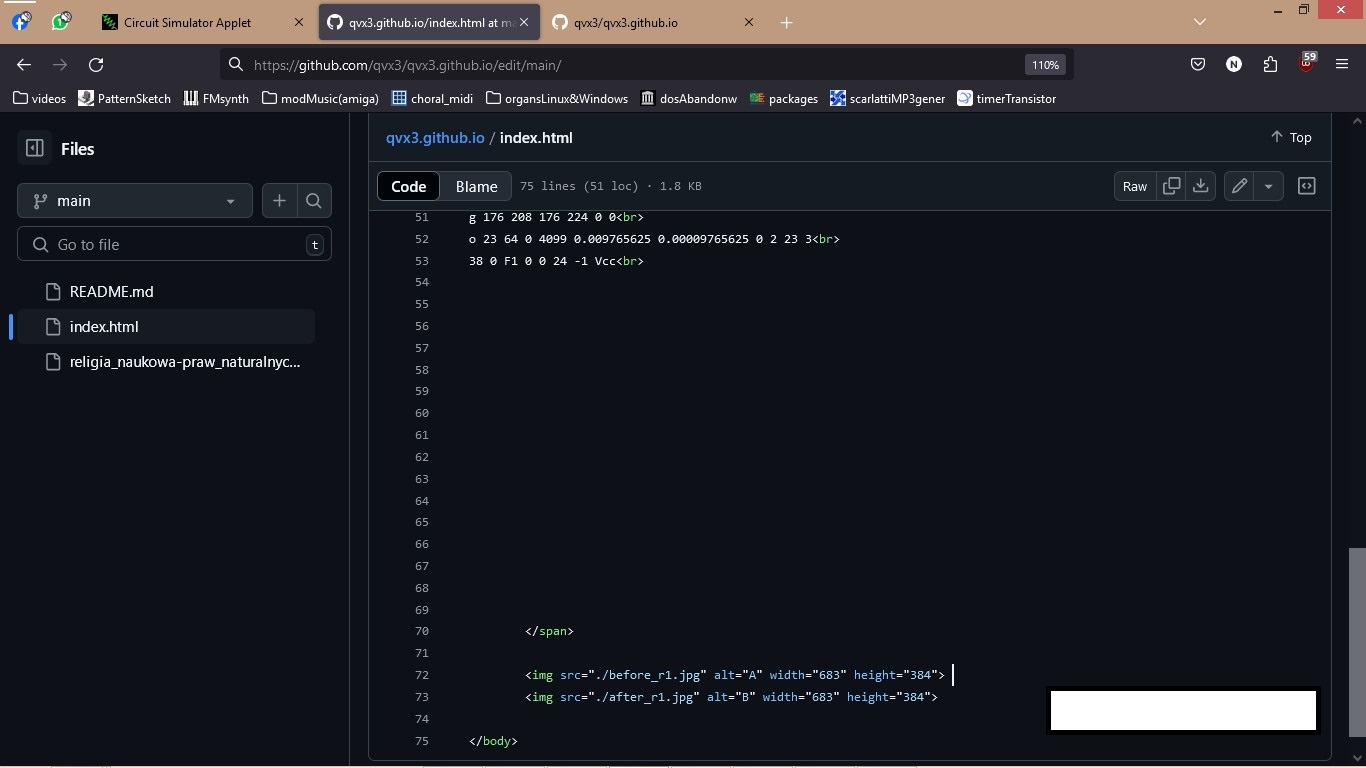 Circuit Simulator Applet
qvx3.github.io/index.html at ma
qvx3/qvx3.github.io
https://github.com/qvx3/qvx3.github.io/edit/main/
110%
N
59
videos
PatternSketch
FMsynth
modMusic(amiga)
choral_midi
organsLinux&Windows
dosAbandonw
packages
scarlattiMP3gener
timerTransistor
Files
main
Go to file
t
README.md
index.html
religia_naukowa-praw_naturalnyc...
qvx3.github.io / index.html
Top
Code
Blame
75 lines (51 loc) · 1.8 KB
Raw
51 g 176 208 176 224 0 0<br>
52 o 23 64 0 4099 0.009765625 0.00009765625 0 2 23 3<br>
53 38 0 F1 0 0 24 -1 Vcc<br>
54
55
56
57
58
59
60
61
62
63
64
65
66
67
68
69
70 </span>
71
72 <img src="./before_r1.jpg" alt="A" width="683" height="384">
73 <img src="./after_r1.jpg" alt="B" width="683" height="384">
74
75 </body>